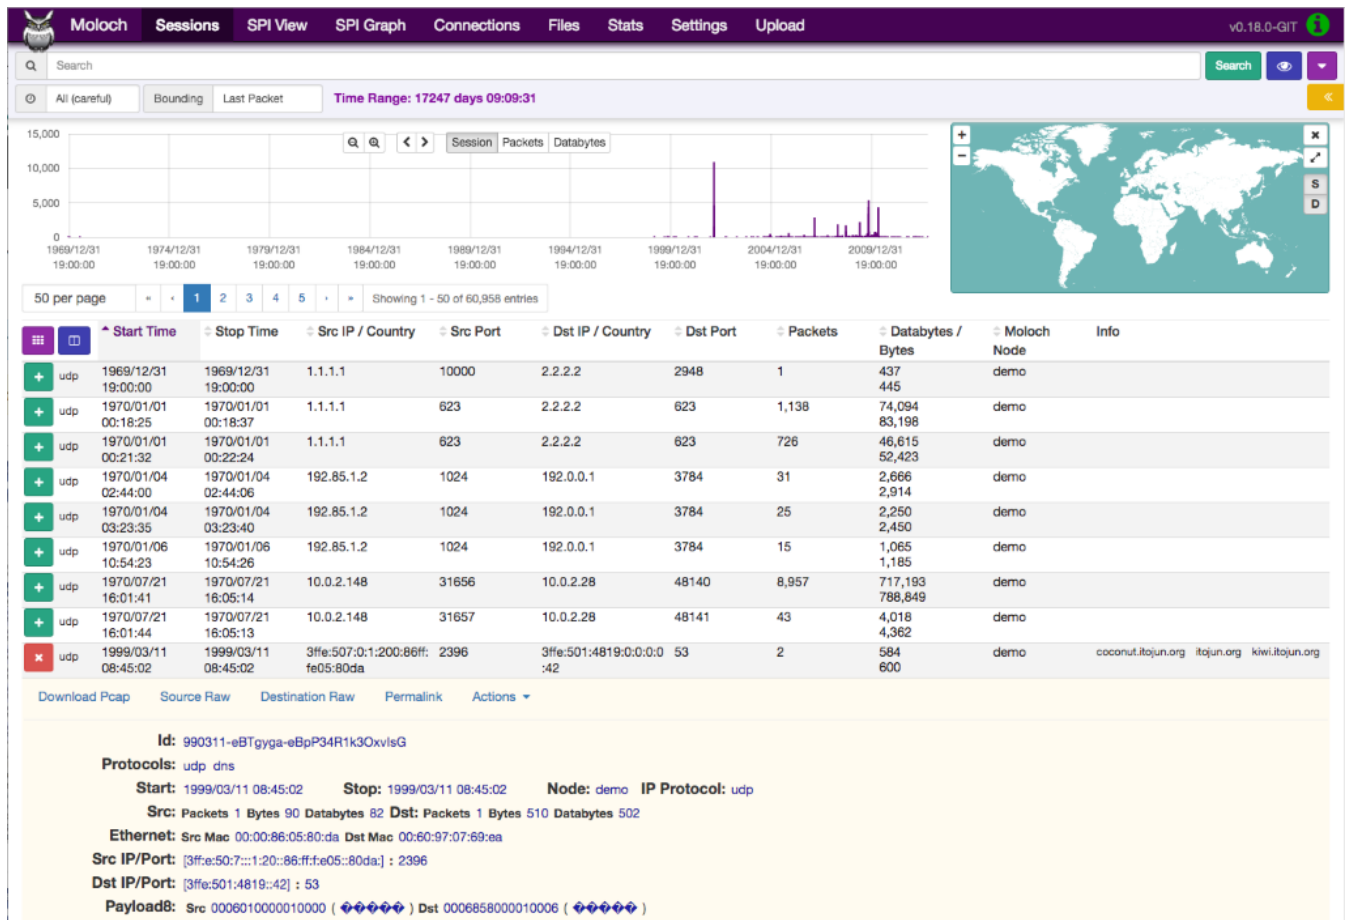 Moloch Sessions SPI View SPI Graph Connections Files Stats Settings Upload v0.18.0-GIT
Search Search
All (careful) Bounding Last Packet Time Range: 17247 days 09:09:31
15,000
10,000
5,000
0
Session Packets Databytes
1969/12/31 1974/12/31 1979/12/31 1984/12/31 1989/12/31 1994/12/31 1999/12/31 2004/12/31 2009/12/31
19:00:00 19:00:00 19:00:00 19:00:00 19:00:00 19:00:00 19:00:00 19:00:00 19:00:00
+
−
S
D
50 per page « ‹ 1 2 3 4 5 › » Showing 1 - 50 of 60,958 entries
Start Time Stop Time Src IP / Country Src Port Dst IP / Country Dst Port Packets Databytes / Moloch Info
Bytes Node
udp 1969/12/31 1969/12/31 1.1.1.1 10000 2.2.2.2 2948 1 437 demo
19:00:00 19:00:00 445
udp 1970/01/01 1970/01/01 1.1.1.1 623 2.2.2.2 623 1,138 74,094 demo
00:18:25 00:18:37 83,198
udp 1970/01/01 1970/01/01 1.1.1.1 623 2.2.2.2 623 726 46,615 demo
00:21:32 00:22:24 52,423
udp 1970/01/04 1970/01/04 192.85.1.2 1024 192.0.0.1 3784 31 2,666 demo
02:44:00 02:44:06 2,914
udp 1970/01/04 1970/01/04 192.85.1.2 1024 192.0.0.1 3784 25 2,250 demo
03:23:35 03:23:40 2,450
udp 1970/01/06 1970/01/06 192.85.1.2 1024 192.0.0.1 3784 15 1,065 demo
10:54:23 10:54:26 1,185
udp 1970/07/21 1970/07/21 10.0.2.148 31656 10.0.2.28 48140 8,957 717,193 demo
16:01:41 16:05:14 788,849
udp 1970/07/21 1970/07/21 10.0.2.148 31657 10.0.2.28 48141 43 4,018 demo
16:01:44 16:05:13 4,362
udp 1999/03/11 1999/03/11 3ffe:507:0:1:200:86ff: 2396 3ffe:501:4819:0:0:0:0 53 2 584 demo coconut.itojun.org itojun.org kiwi.itojun.org
08:45:02 08:45:02 fe05:80da :42 600
Download Pcap Source Raw Destination Raw Permalink Actions
Id: 990311-eBTgyga-eBpP34R1k3OxvlsG
Protocols: udp dns
Start: 1999/03/11 08:45:02 Stop: 1999/03/11 08:45:02 Node: demo IP Protocol: udp
Src: Packets 1 Bytes 90 Databytes 82 Dst: Packets 1 Bytes 510 Databytes 502
Ethernet: Src Mac 00:00:86:05:80:da Dst Mac 00:60:97:07:69:ea
Src IP/Port: [3ff:e:50:7:::1:20::86:ff:f:e05::80da:] : 2396
Dst IP/Port: [3ffe:501:4819::42] : 53
Payload8: Src 0006010000010000 ( ����� ) Dst 0006858000010006 ( ����� )